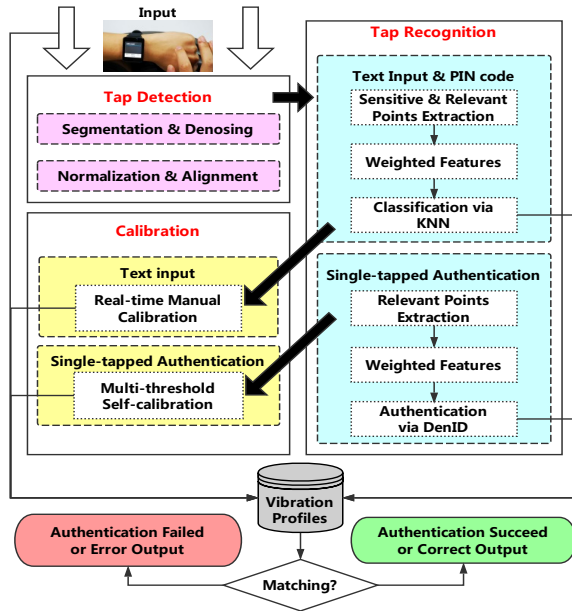 Input
Tap Detection
Segmentation & Denosing
Normalization & Alignment
Tap Recognition
Text Input & PIN code
Sensitive & Relevant
Points Extraction
Weighted Features
Classification via
KNN
Single-tapped Authentication
Relevant Points
Extraction
Weighted Features
Authentication
via DenID
Calibration
Text input
Real-time Manual
Calibration
Single-tapped Authentication
Multi-threshold
Self-calibration
Vibration
Profiles
Authentication Failed
or Error Output
Authentication Succeed
or Correct Output
Matching?